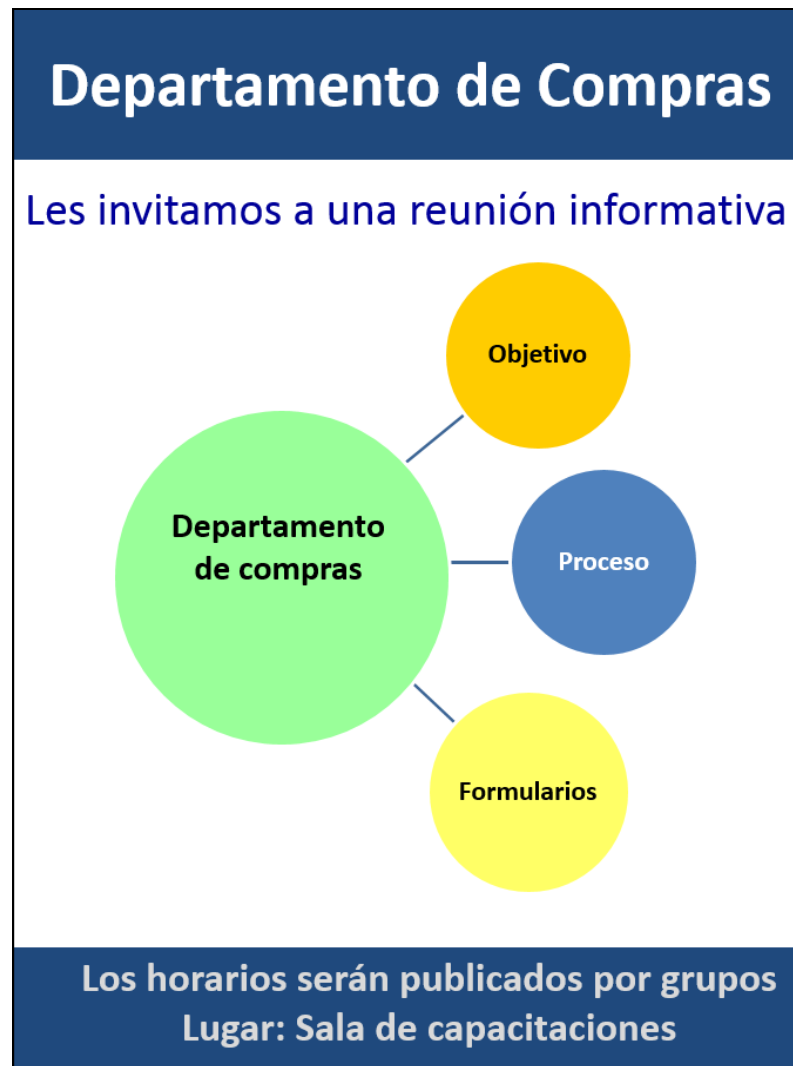 Departamento de Compras
Les invitamos a una reunión informativa
Objetivo
Departamento
de compras
Proceso
Formularios
Los horarios serán publicados por grupos
Lugar: Sala de capacitaciones